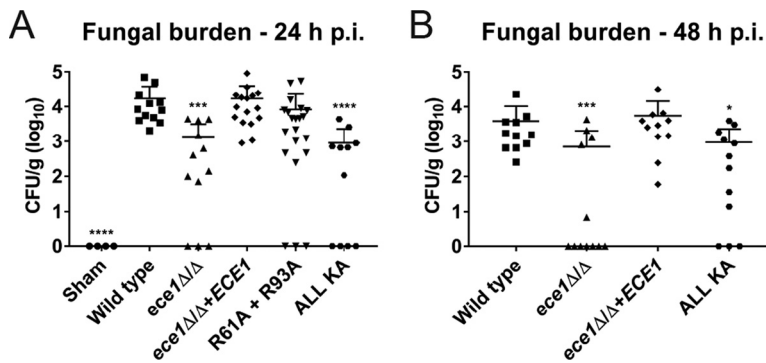 A
Fungal burden - 24 h p.i.
CFU/g (log10)
5
4
3
2
1
0
****
***
****
Sham
Wild type
ece1Δ/Δ
ece1Δ/Δ+ECE1
R61A + R93A
ALL KA
B
Fungal burden - 48 h p.i.
CFU/g (log10)
5
4
3
2
1
0
***
*
Wild type
ece1Δ/Δ
ece1Δ/Δ+ECE1
ALL KA